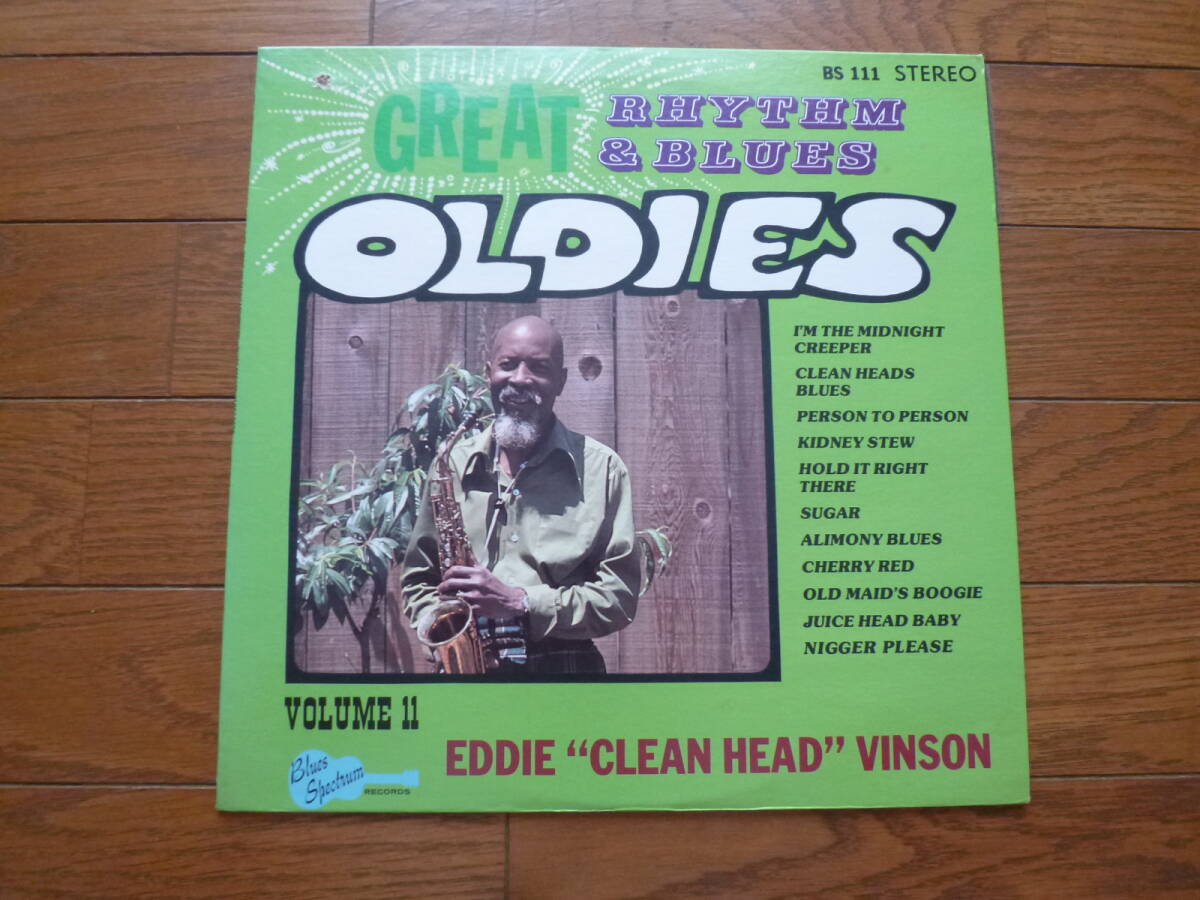 BS 111 STEREO
GREAT RHYTHM
& BLUES
OLDIES
I'M THE MIDNIGHT
CREEPER
CLEAN HEADS
BLUES
PERSON TO PERSON
KIDNEY STEW
HOLD IT RIGHT
THERE
SUGAR
ALIMONY BLUES
CHERRY RED
OLD MAID'S BOOGIE
JUICE HEAD BABY
NIGGER PLEASE
VOLUME 11
EDDIE "CLEAN HEAD" VINSON
Blues
Spectrum
RECORDS